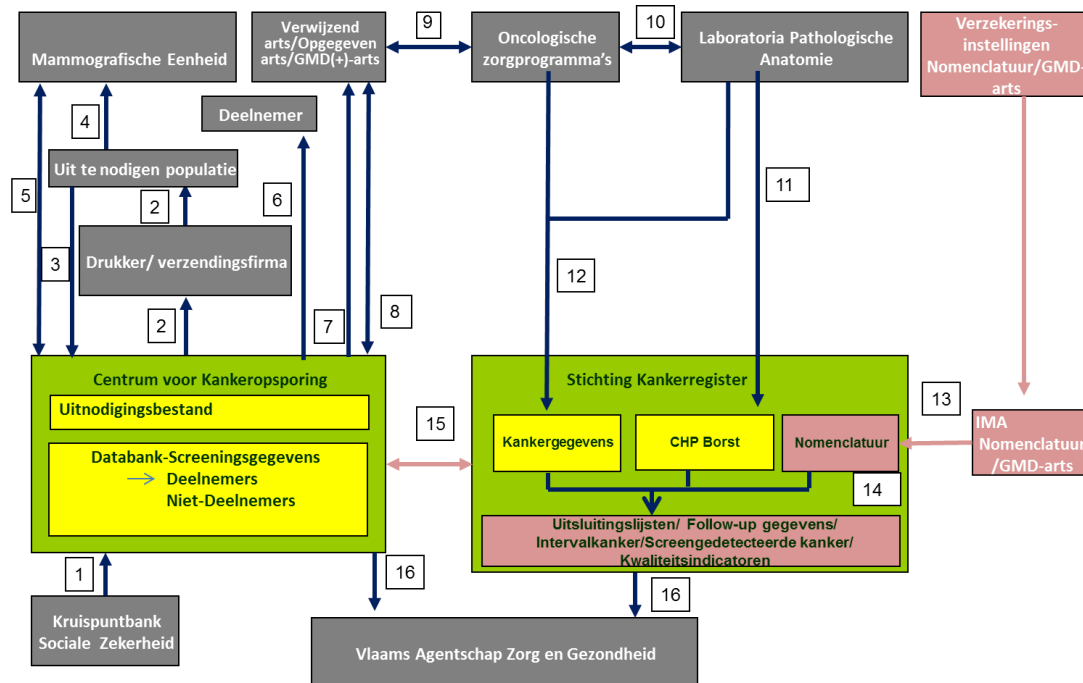 Mammografische Eenheid
Verwijzend
arts/Opgegeven
arts/GMD(+)-arts
9
Oncologische
zorgprogramma's
10
Laboratoria Pathologische
Anatomie
Verzekerings-
instellingen
Nomenclatuur/GMD-
arts
4
Deelnemer
Uit te nodigen populatie
5
2
6
11
3
Drukker/ verzendingsfirma
12
2
7
8
Centrum voor Kankeropsporing
Uitnodigingsbestand
Databank-Screeningsgegevens
Deelnemers
Niet-Deelnemers
15
Stichting Kankerregister
Kankergegevens
CHP Borst
Nomenclatuur
13
IMA
Nomenclatuur
/GMD-arts
14
Uitsluitingslijsten/ Follow-up gegevens/
Intervalkanker/Screengedetecteerde kanker/
Kwaliteitsindicatoren
1
16
16
Kruispuntbank
Sociale Zekerheid
Vlaams Agentschap Zorg en Gezondheid